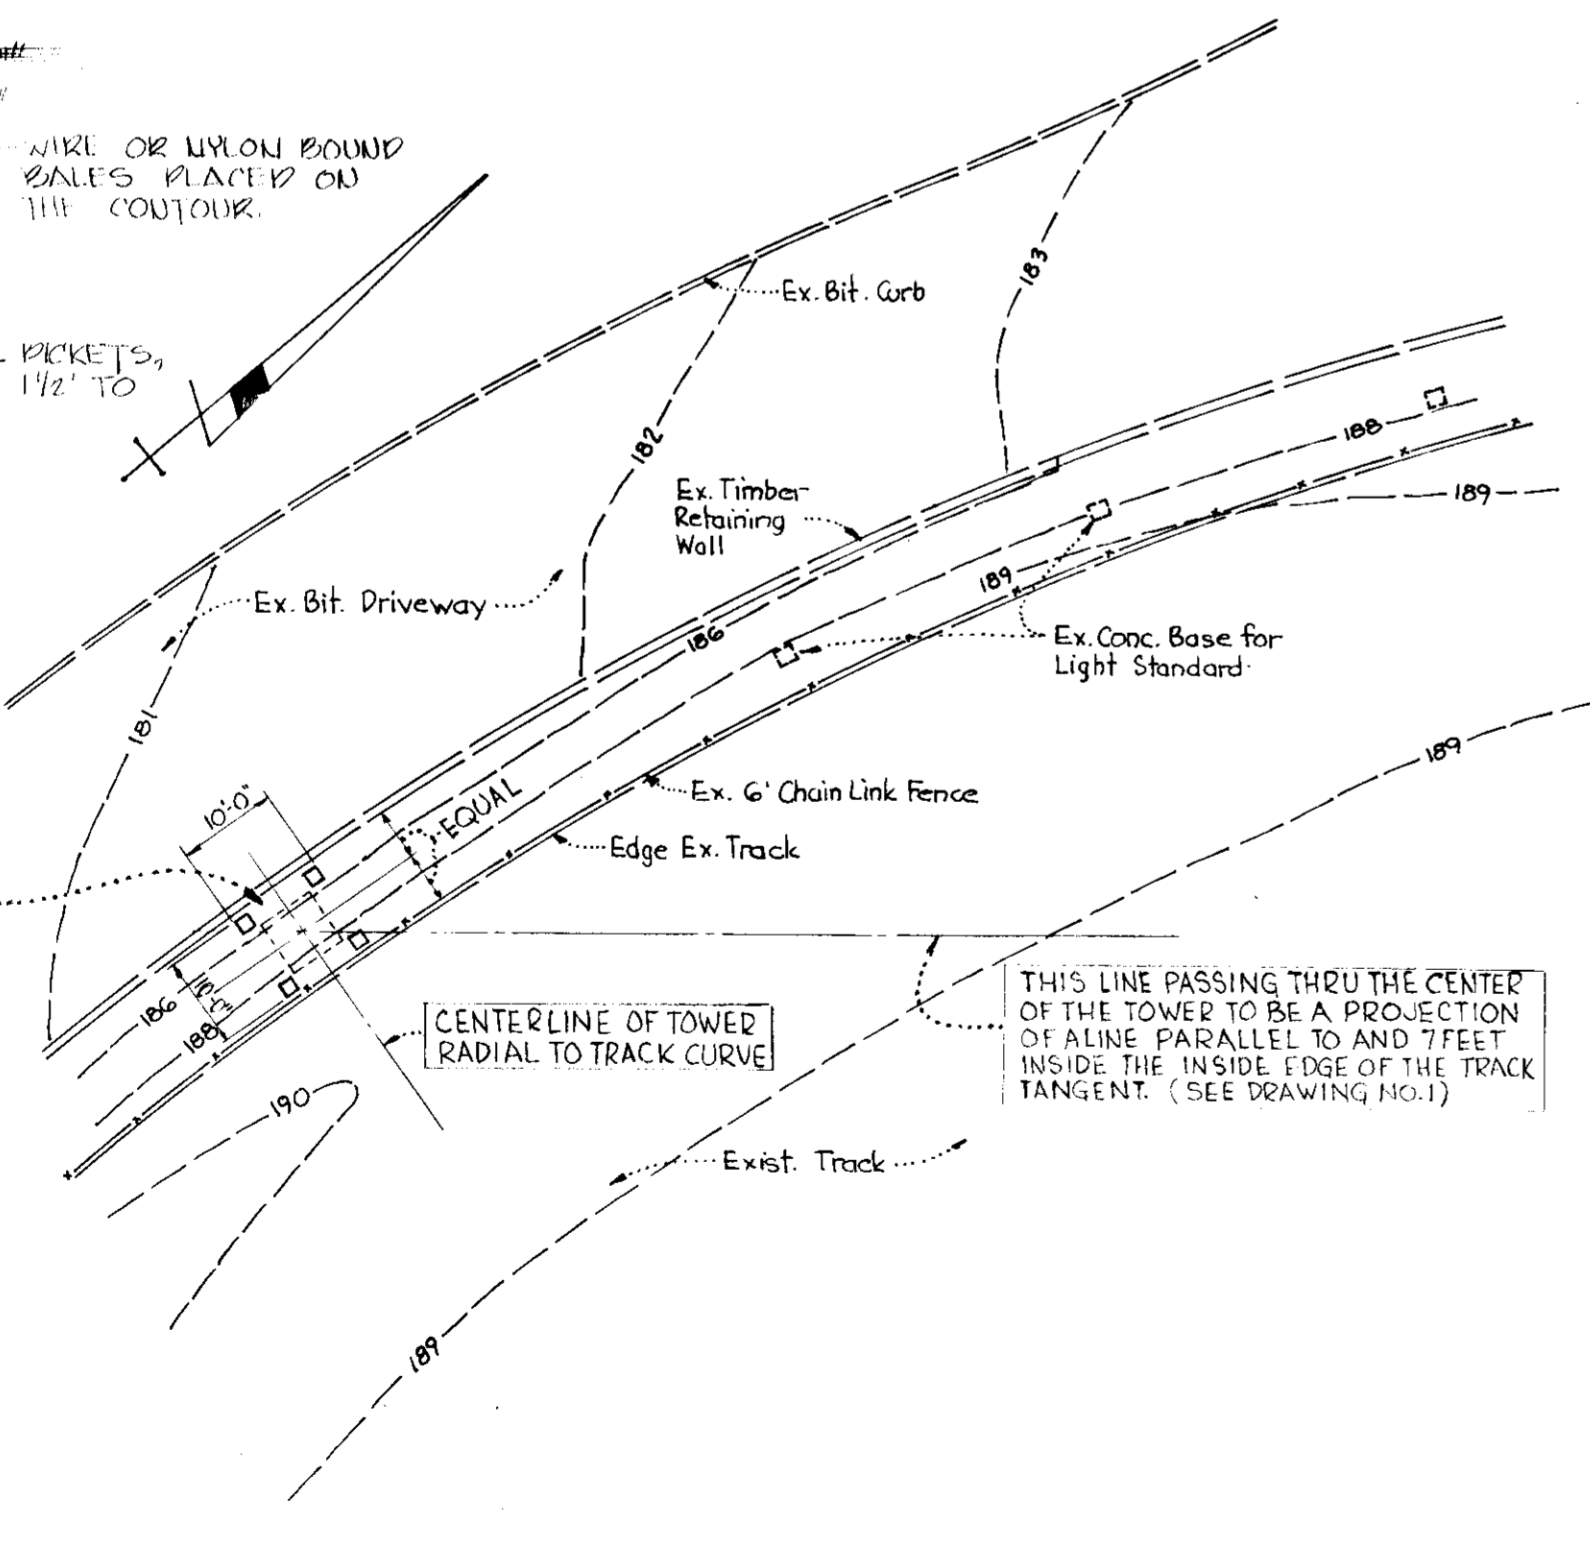 WIRE OR NYLON BOUND
BALES PLACED ON
THE CONTOUR.
PICKETS,
1 1/2' TO
Ex. Bit. Curb
183
182
188
189
Ex. Timber
Retaining
Wall
189
Ex. Bit. Driveway
186
Ex. Conc. Base for
Light Standard
181
189
Ex. 6' Chain Link Fence
10'-0"
EQUAL
Edge Ex. Track
186
188
CENTERLINE OF TOWER
RADIAL TO TRACK CURVE
THIS LINE PASSING THRU THE CENTER
OF THE TOWER TO BE A PROJECTION
OF A LINE PARALLEL TO AND 7 FEET
INSIDE THE INSIDE EDGE OF THE TRACK
TANGENT. (SEE DRAWING NO.1)
190
Exist. Track
189